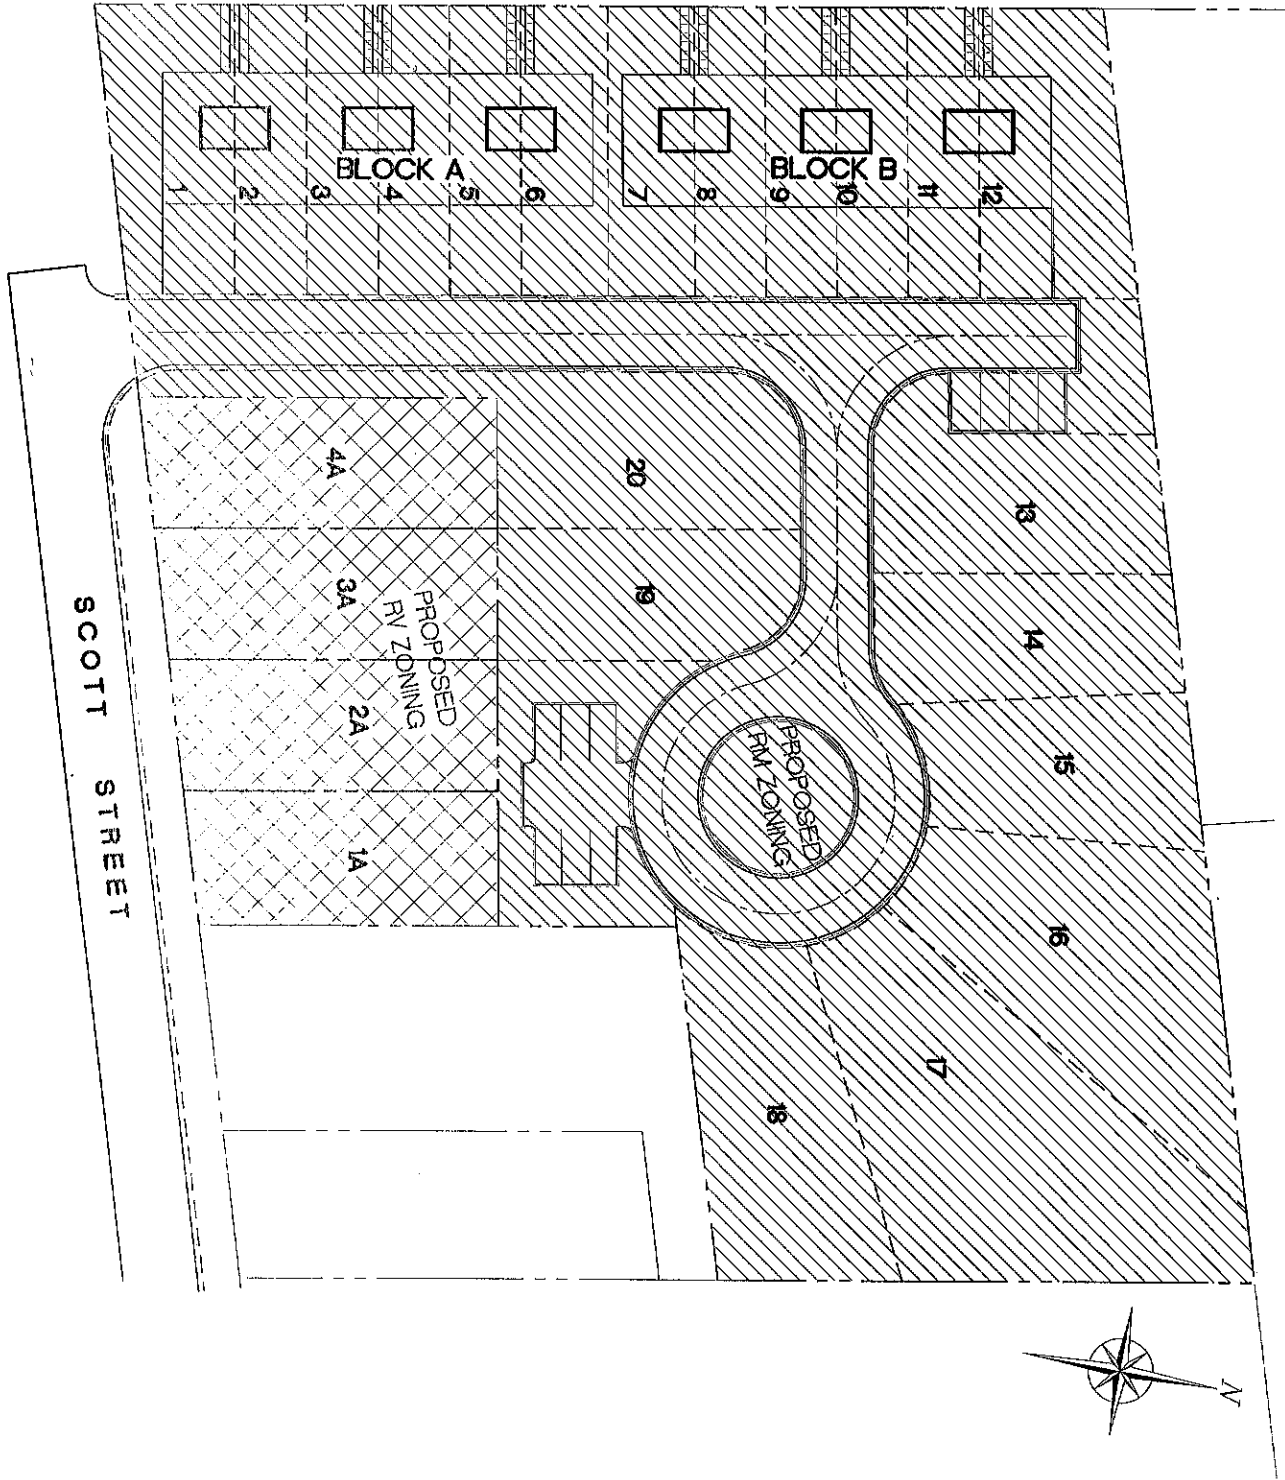 BLOCK A
BLOCK B
1
2
3
4
5
6
7
8
9
10
11
12
4A
20
13
3A
PROPOSED
RV ZONING
19
14
2A
PROPOSED
RM ZONING
15
1A
16
17
18
SCOTT STREET
N